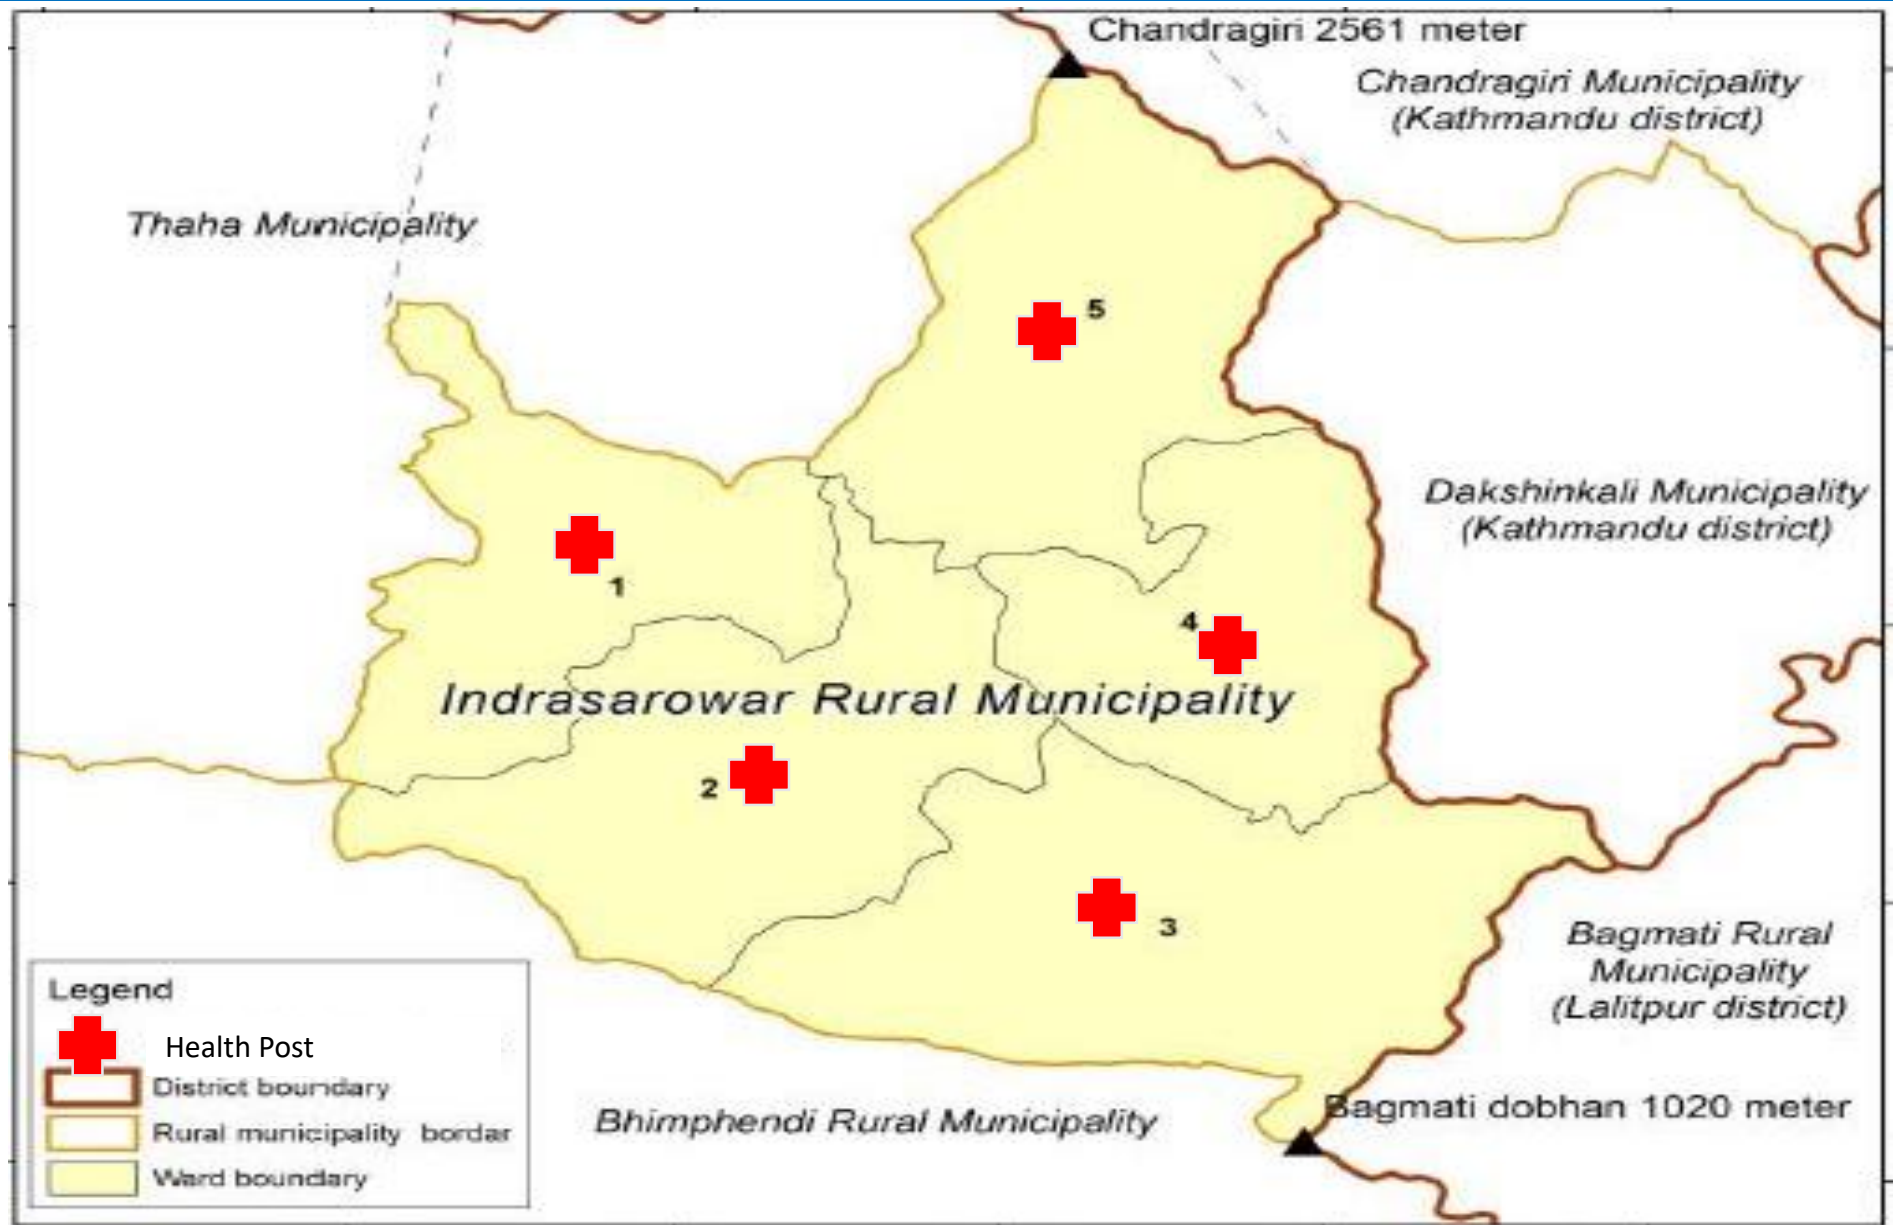 Chandragiri 2561 meter
Chandragiri Municipality
(Kathmandu district)
Thaha Municipality
5
Dakshinkali Municipality
(Kathmandu district)
1
4
Indrasarowar Rural Municipality
2
3
Bagmati Rural
Municipality
(Lalitpur district)
Legend
Health Post
District boundary
Rural municipality bordar
Ward boundary
Bhimphendi Rural Municipality
Bagmati dobhan 1020 meter